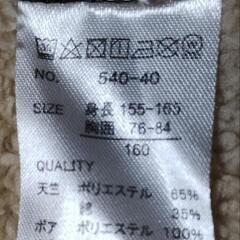 NO. 540-40
SIZE 身長 155-165
胸囲 76-84
160
QUALITY
天竺 ポリエステル 65%
綿 35%
ボア ポリエステル 100%